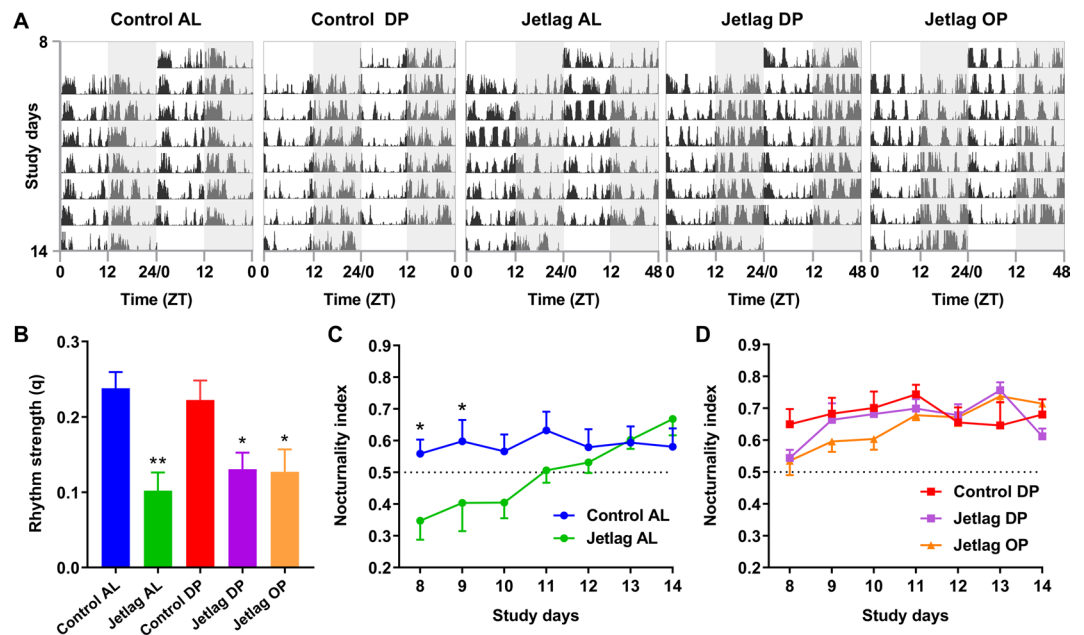 A
Control AL
Control DP
Jetlag AL
Jetlag DP
Jetlag OP
Study days
8
14
0 12 24/0 12 0
0 12 24/0 12 0
0 12 24/0 12 48
0 12 24/0 12 48
0 12 24/0 12 48
Time (ZT)
Time (ZT)
Time (ZT)
Time (ZT)
Time (ZT)
B
Rhythm strength (q)
0.3
0.2
0.1
0.0
**
*
*
Control AL
Jetlag AL
Control DP
Jetlag DP
Jetlag OP
C
Nocturnality index
0.9
0.8
0.7
0.6
0.5
0.4
0.3
0.2
*
*
Control AL
Jetlag AL
8 9 10 11 12 13 14
Study days
D
Nocturnality index
0.9
0.8
0.7
0.6
0.5
0.4
0.3
0.2
Control DP
Jetlag DP
Jetlag OP
8 9 10 11 12 13 14
Study days